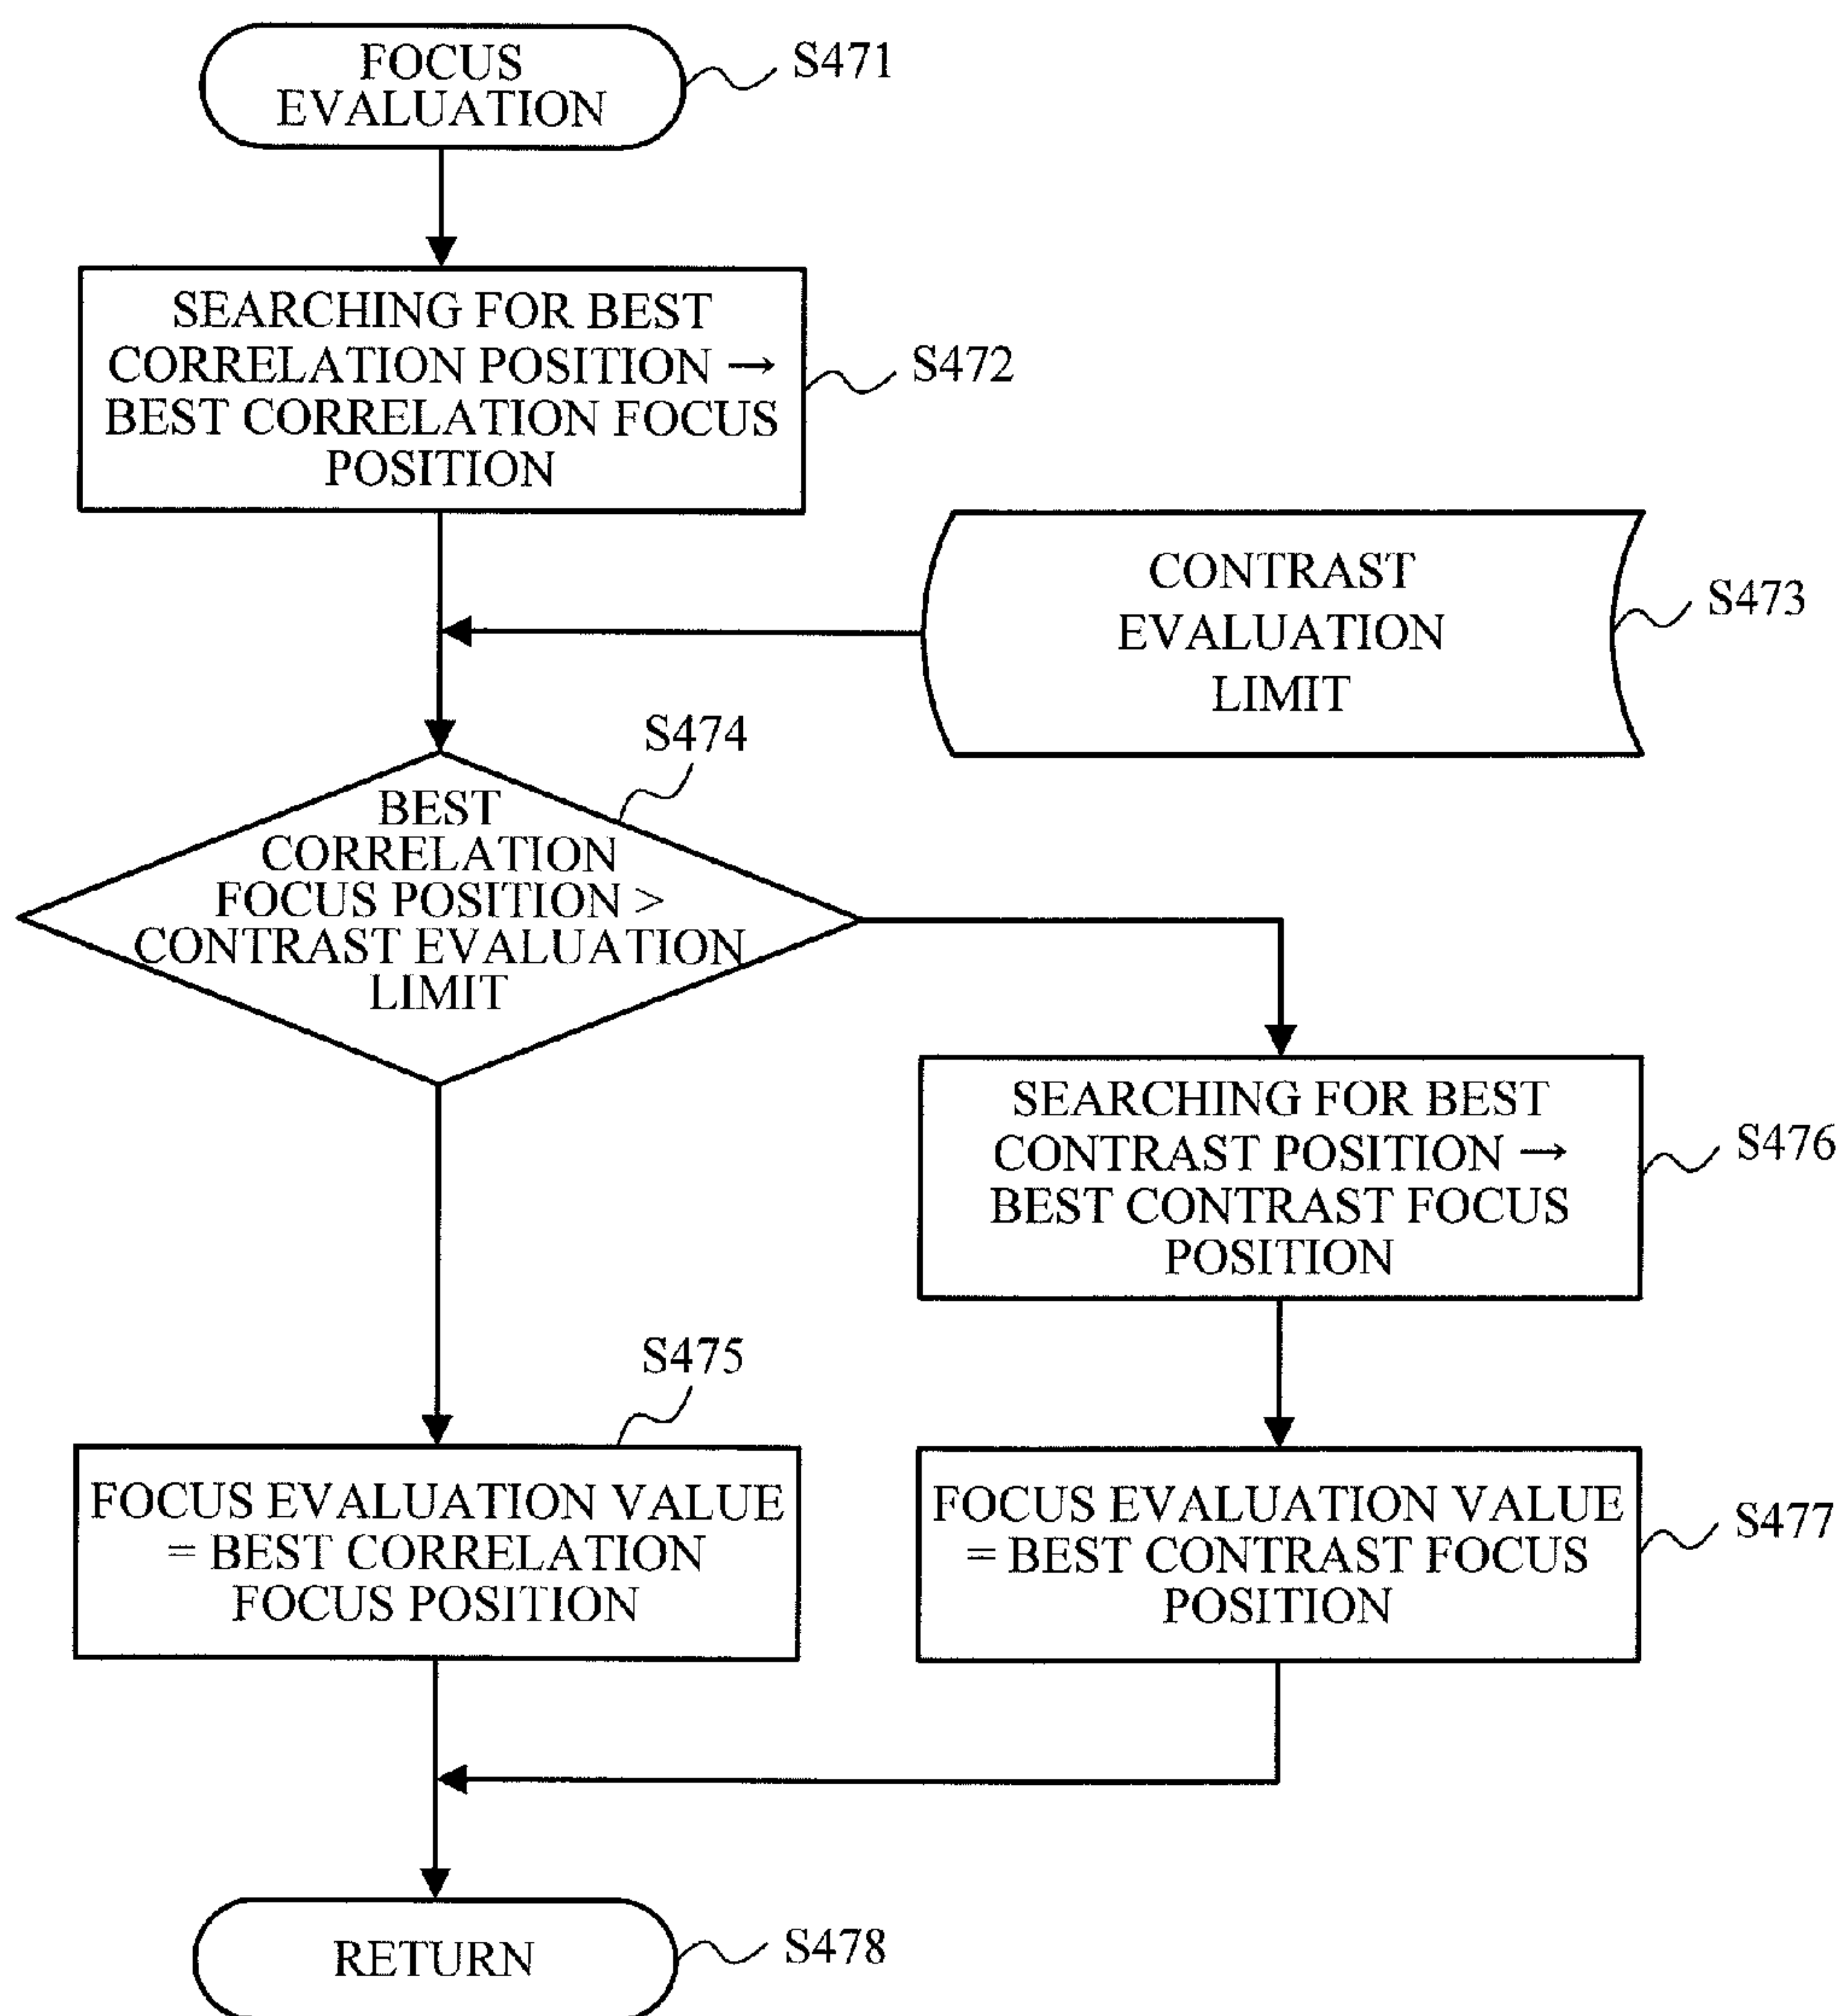 FOCUS
EVALUATION
S471
SEARCHING FOR BEST
CORRELATION POSITION →
BEST CORRELATION FOCUS
POSITION
S472
CONTRAST
EVALUATION
LIMIT
S473
S474
BEST
CORRELATION
FOCUS POSITION >
CONTRAST EVALUATION
LIMIT
SEARCHING FOR BEST
CONTRAST POSITION →
BEST CONTRAST FOCUS
POSITION
S476
S475
FOCUS EVALUATION VALUE
= BEST CORRELATION
FOCUS POSITION
FOCUS EVALUATION VALUE
= BEST CONTRAST FOCUS
POSITION
S477
RETURN
S478